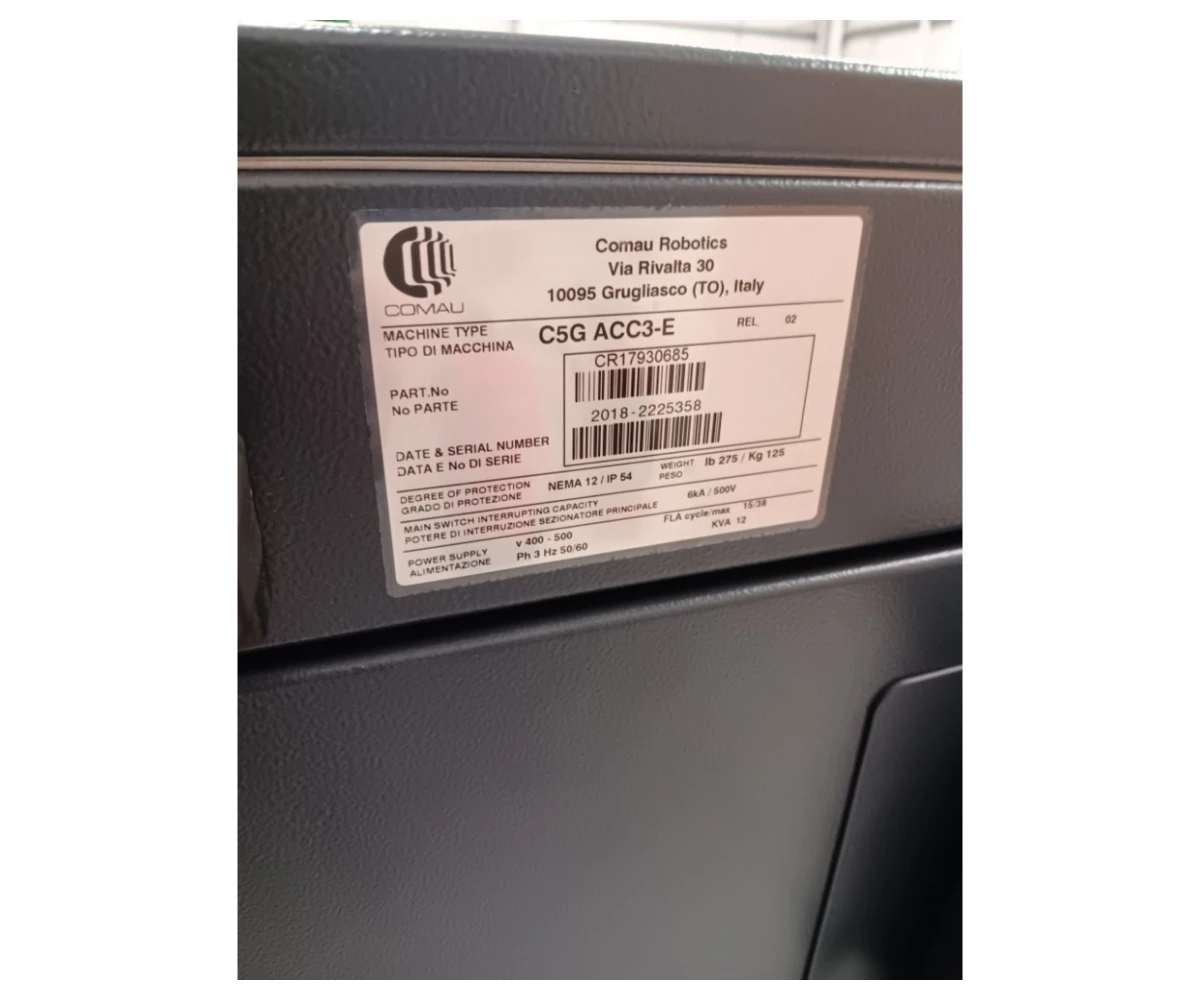 COMAU
Comau Robotics
Via Rivalta 30
10095 Grugliasco (TO), Italy
MACHINE TYPE
TIPO DI MACCHINA
C5G ACC3-E
REL. 02
PART.No
No PARTE
CR17930685
DATE & SERIAL NUMBER
DATA E No DI SERIE
2018-2225358
DEGREE OF PROTECTION
GRADO DI PROTEZIONE
NEMA 12 / IP 54
WEIGHT
PESO
lb 275 / Kg 125
MAIN SWITCH INTERRUPTING CAPACITY
POTERE DI INTERRUZIONE SEZIONATORE PRINCIPALE
6kA / 500V
POWER SUPPLY
ALIMENTAZIONE
v 400 - 500
Ph 3 Hz 50/60
FLA cycle/max 15/38
KVA 12